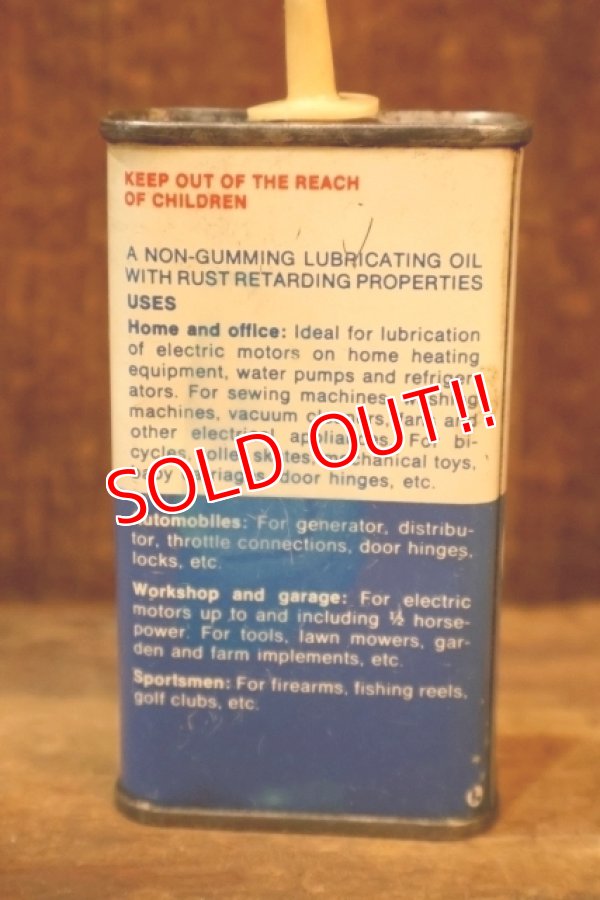 KEEP OUT OF THE REACH
OF CHILDREN
A NON-GUMMING LUBRICATING OIL
WITH RUST RETARDING PROPERTIES
USES
Home and office: Ideal for lubrication
of electric motors on home heating
equipment, water pumps and refriger-
ators. For sewing machines, washing
machines, vacuum cleaners, fans and
other electrical appliances. For bi-
cycles, roller skates, mechanical toys,
baby carriages, door hinges, etc.
SOLD OUT!!
Automobiles: For generator, distribu-
tor, throttle connections, door hinges,
locks, etc.
Workshop and garage: For electric
motors up to and including ½ horse-
power. For tools, lawn mowers, gar-
den and farm implements, etc.
Sportsmen: For firearms, fishing reels,
golf clubs, etc.